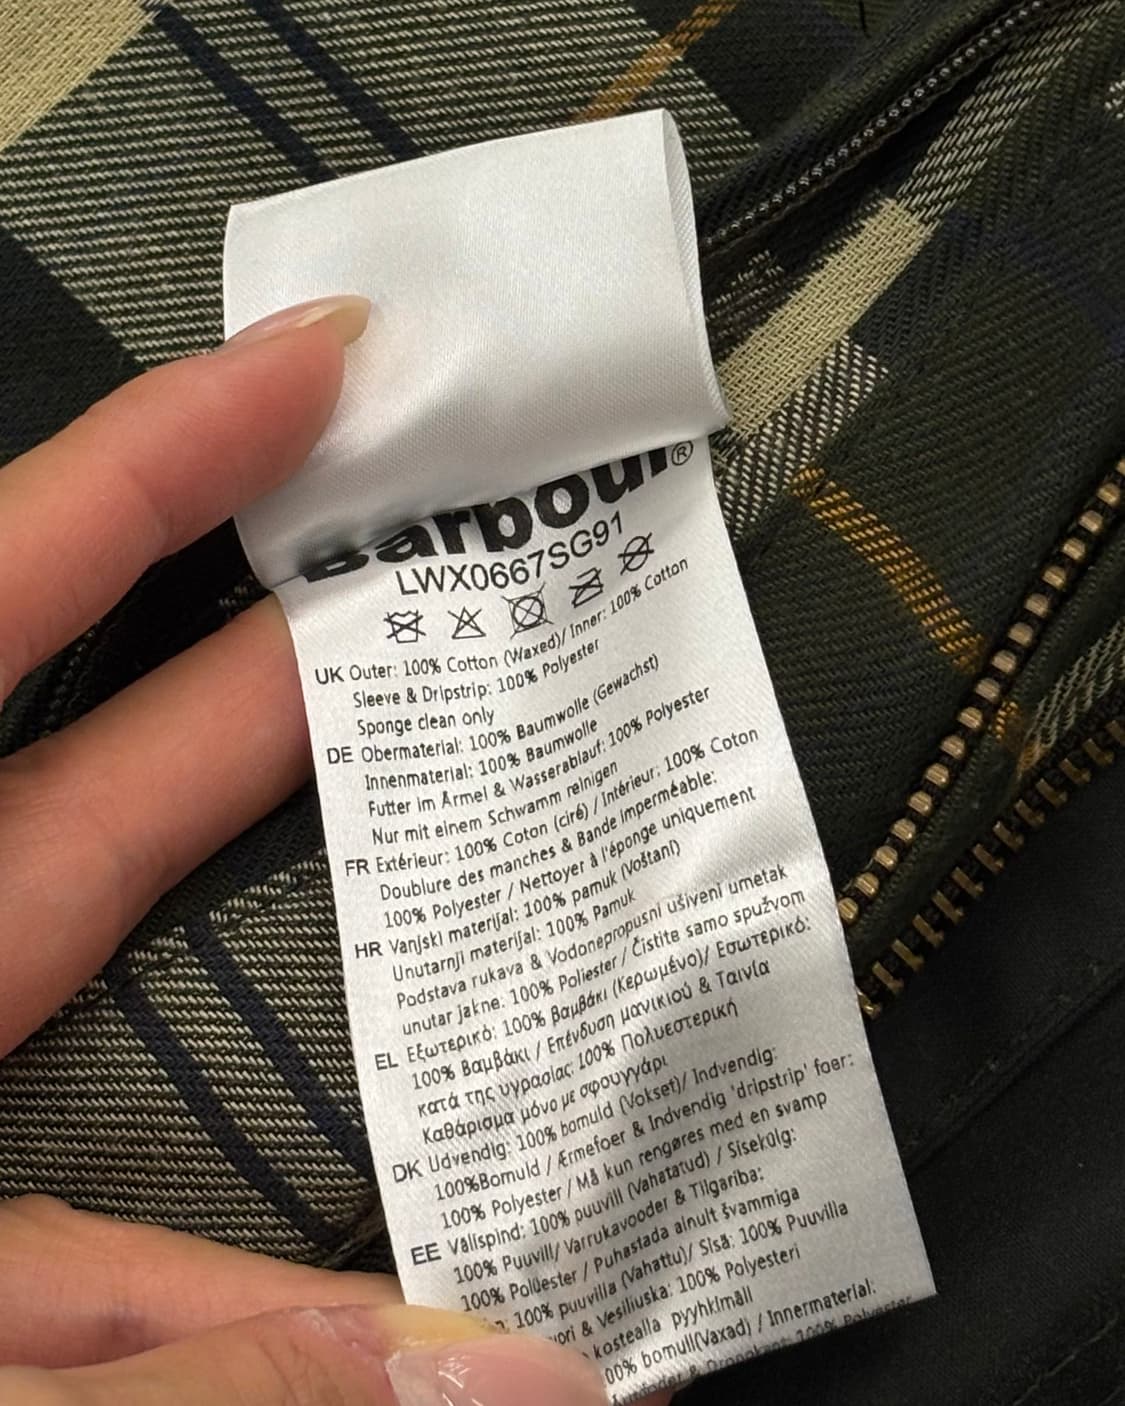 Barbour®
LWX0667SG91
UK Outer: 100% Cotton (Waxed)/ Inner: 100% Cotton
Sleeve & Dripstrip: 100% Polyester
Sponge clean only
DE Obermaterial: 100% Baumwolle (Gewachst)
Innenmaterial: 100% Baumwolle
Futter im Ärmel & Wasserablauf: 100% Polyester
Nur mit einem Schwamm reinigen
FR Extérieur: 100% Coton (ciré) / Intérieur: 100% Coton
Doublure des manches & Bande imperméable:
100% Polyester / Nettoyer à l'éponge uniquement
HR Vanjski materijal: 100% pamuk (Voštani)
Unutarnji materijal: 100% Pamuk
Podstava rukava & Vodonepropusni ušiveni umetak
unutar jakne: 100% Poliester / Čistite samo spužvom
EL Εξωτερικό: 100% Βαμβάκι (Κερωμένο)/ Εσωτερικό:
100% Βαμβάκι / Επένδυση μανικιού & Ταινία
κατά της υγρασίας: 100% Πολυεστερική
Καθάρισμα μόνο με σφουγγάρι
DK Udvendig: 100% bomuld (Vokset)/ Indvendig:
100%Bomuld / Ærmefoer & Indvendig 'dripstrip' foer:
100% Polyester / Må kun rengøres med en svamp
EE Välispind: 100% puuvill (Vahatatud) / Sisekülg:
100% Puuvill/ Varrukavooder & Tilgariba:
100% Polüester / Puhastada ainult švammiga
100% puuvilla (Vahattu)/ Sisä: 100% Puuvilla
& Vesiliuska: 100% Polyesteri
kostealla pyyhkimäll
bomull(Vaxad) / Innermaterial:
100% Polyester